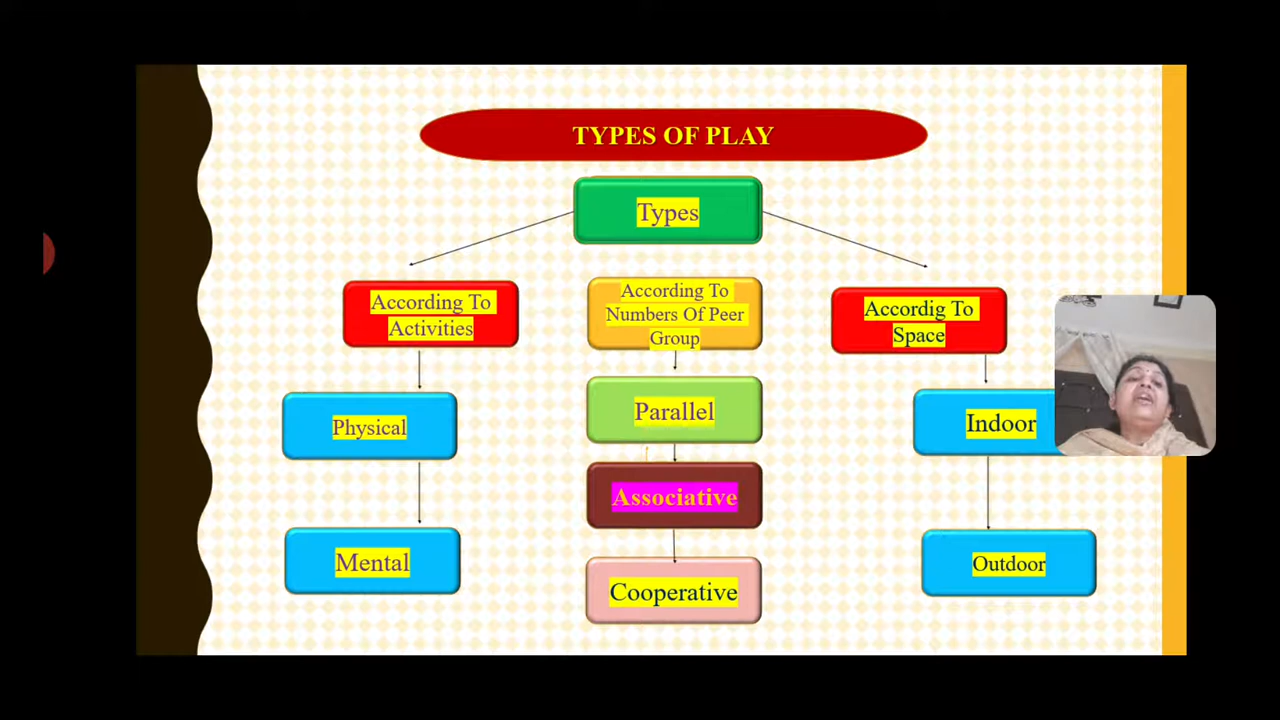 TYPES OF PLAY
Types
According To
Activities
Physical
Mental
According To
Numbers Of Peer
Group
Parallel
Associative
Cooperative
Accordig To
Space
Indoor
Outdoor